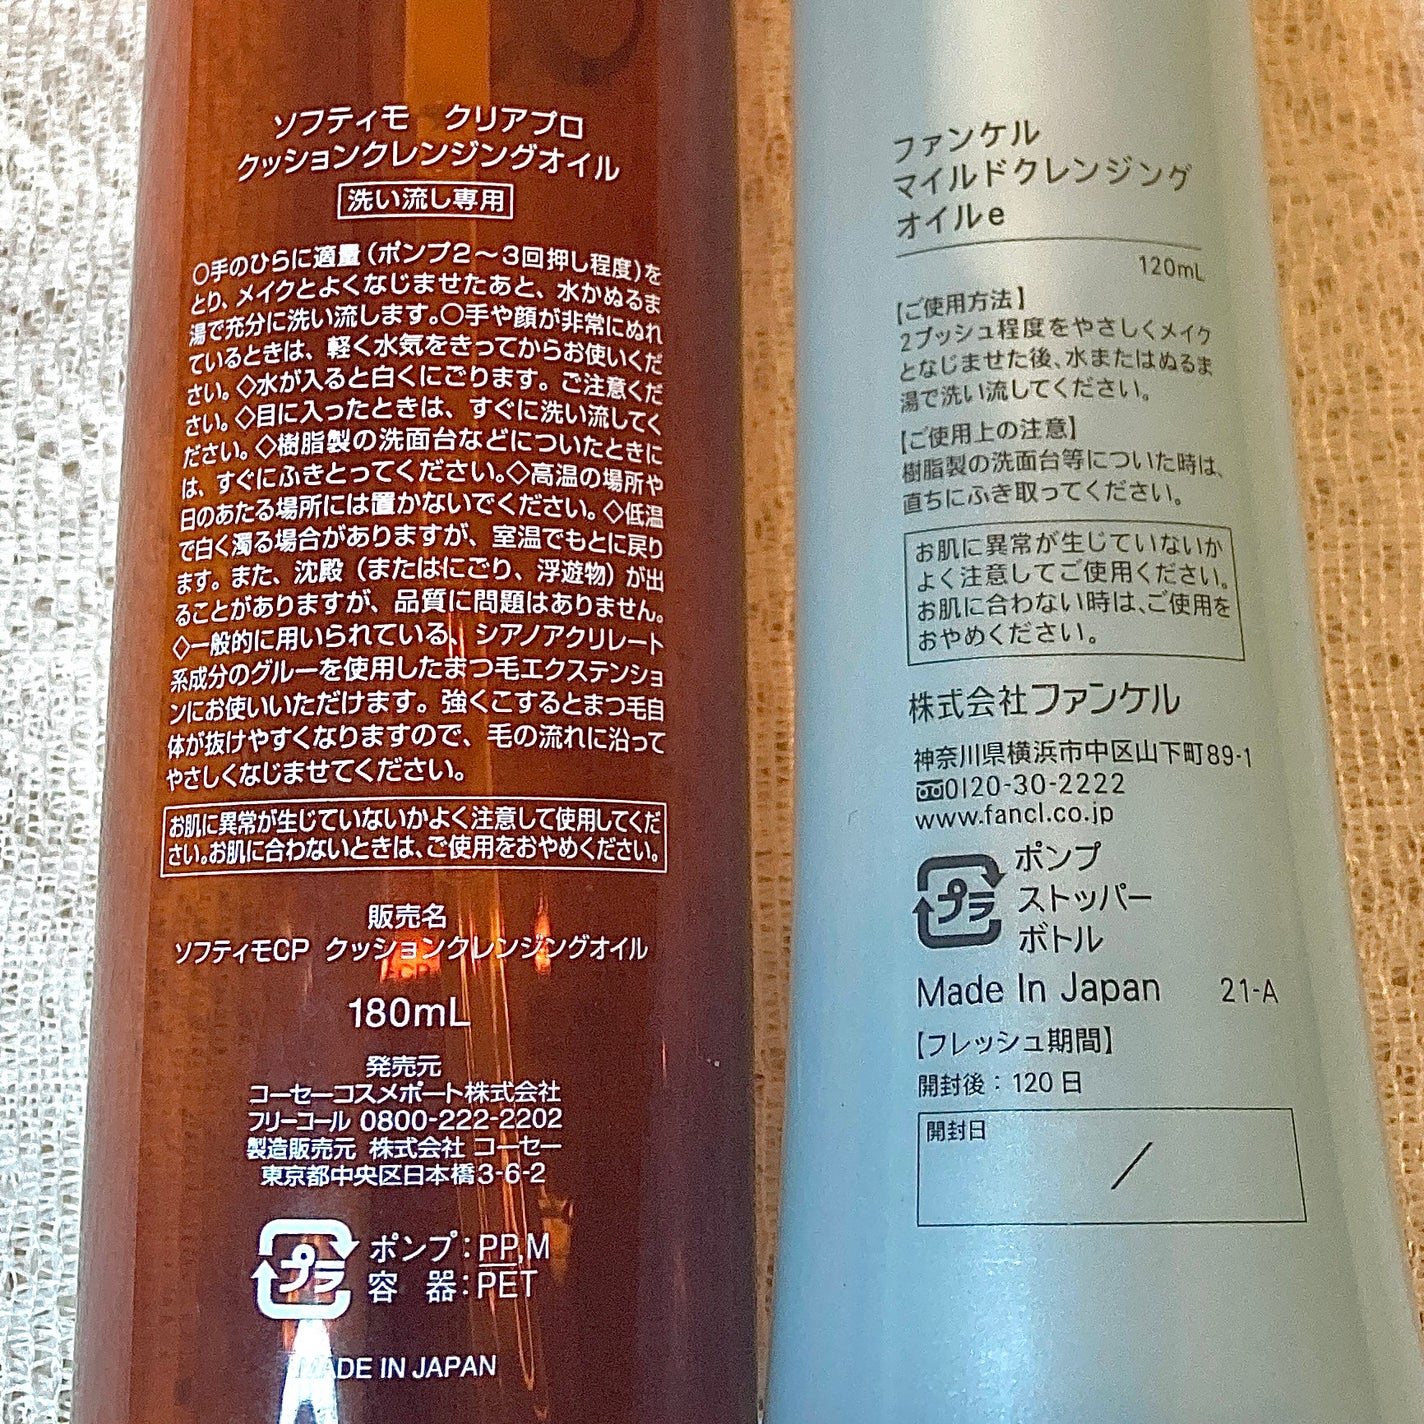 ソフティモ クリアプロ
クッションクレンジングオイル
洗い流し専用
○手のひらに適量(ポンプ2～3回押し程度)を
とり、メイクとよくなじませたあと、水かぬるま
湯で充分に洗い流します。○手や顔が非常にぬれ
ているときは、軽く水気をきってからお使いくだ
さい。◇水が入ると白くにごります。ご注意くだ
さい。◇目に入ったときは、すぐに洗い流してく
ださい。◇樹脂製の洗面台などについたときに
は、すぐにふきとってください。◇高温の場所や
日のあたる場所には置かないでください。◇低温
で白く濁る場合がありますが、室温でもとに戻り
ます。また、沈殿(またはにごり、浮遊物)が出
ることがありますが、品質に問題はありません。
◇一般的に用いられている、シアノアクリレート
系成分のグルーを使用したまつ毛エクステンショ
ンにお使いいただけます。強くこするとまつ毛自
体が抜けやすくなりますので、毛の流れに沿って
やさしくなじませてください。
お肌に異常が生じていないかよく注意して使用してくだ
さい。お肌に合わないときは、ご使用をおやめください。
販売名
ソフティモCP クッションクレンジングオイル
180mL
発売元
コーセーコスメポート株式会社
フリーコール 0800-222-2202
製造販売元 株式会社 コーセー
東京都中央区日本橋3-6-2
プラ
ポンプ:PP,M
容 器:PET
MADE IN JAPAN
ファンケル
マイルドクレンジング
オイルe
120mL
【ご使用方法】
2プッシュ程度をやさしくメイク
となじませた後、水またはぬるま
湯で洗い流してください。
【ご使用上の注意】
樹脂製の洗面台等についた時は、
直ちにふき取ってください。
お肌に異常が生じていないか
よく注意してご使用ください。
お肌に合わない時は、ご使用を
おやめください。
株式会社ファンケル
神奈川県横浜市中区山下町89-1
0120-30-2222
www.fancl.co.jp
プラ
ポンプ
ストッパー
ボトル
Made In Japan 21-A
【フレッシュ期間】
開封後：120日
開封日
/